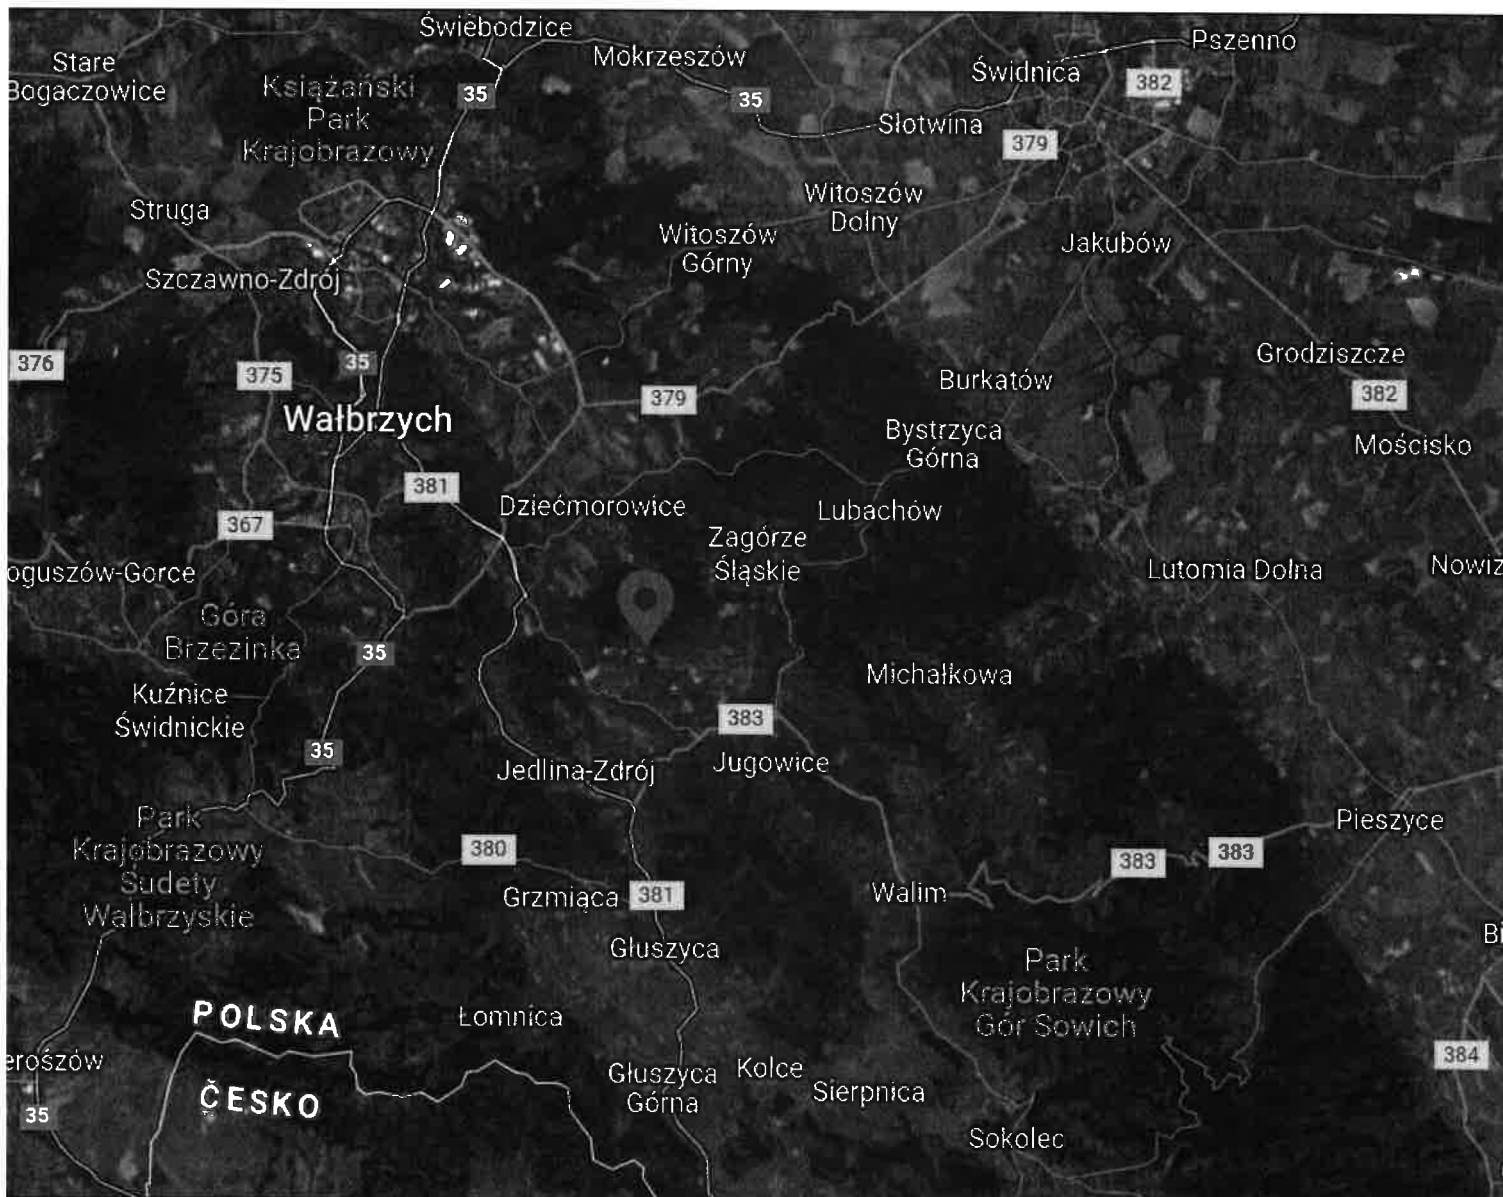 Świebodzice
Mokrzeszów
Pszenno
Stare
Bogaczowice
Książański
Park
Krajobrazowy
35
35
Świdnica
382
Słotwina
379
Struga
Witoszów
Dolny
Witoszów
Górny
Jakubów
Szczawno-Zdrój
376
375
35
Grodziszcze
382
379
Burkatów
Wałbrzych
Bystrzyca
Górna
Mościsko
381
Dziećmorowice
Lubachów
367
Zagórze
Śląskie
oguszów-Gorce
Lutomia Dolna
Nowiz
Góra
Brzezinka
35
Michałkowa
Kuźnice
Świdnickie
383
35
Jedlina-Zdrój
Jugowice
Park
Krajobrazowy
Sudety
Wałbrzyskie
Pieszyce
380
383
383
Grzmiąca
381
Walim
Głuszyca
Bi
Park
Krajobrazowy
Gór Sowich
POLSKA
Łomnica
eroszów
384
ČESKO
Głuszyca
Górna
Kolce
Sierpnica
35
Sokolec